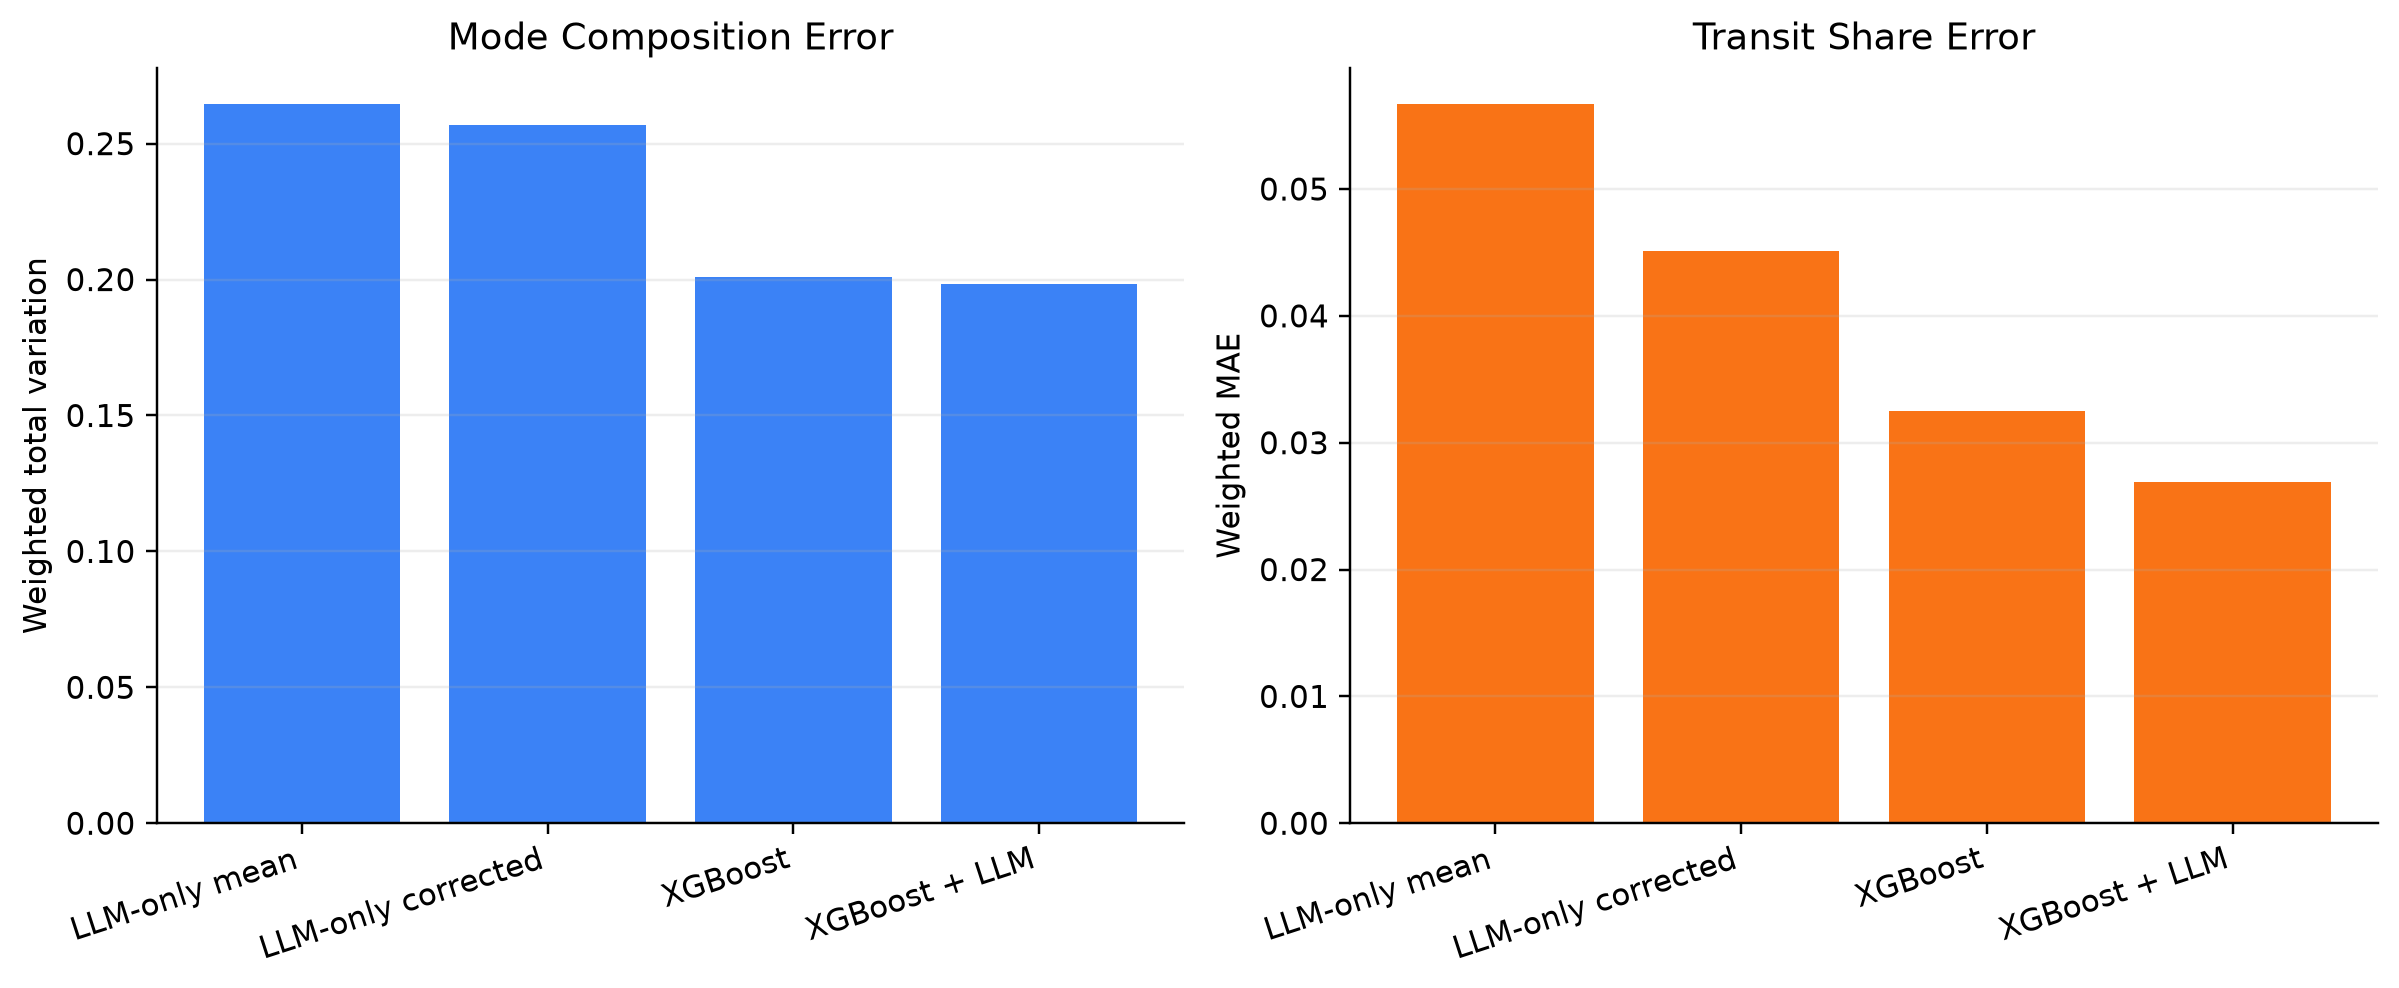 Mode Composition Error
Weighted total variation
0.25
0.20
0.15
0.10
0.05
0.00
LLM-only mean
LLM-only corrected
XGBoost
XGBoost + LLM
Transit Share Error
Weighted MAE
0.05
0.04
0.03
0.02
0.01
0.00
LLM-only mean
LLM-only corrected
XGBoost
XGBoost + LLM